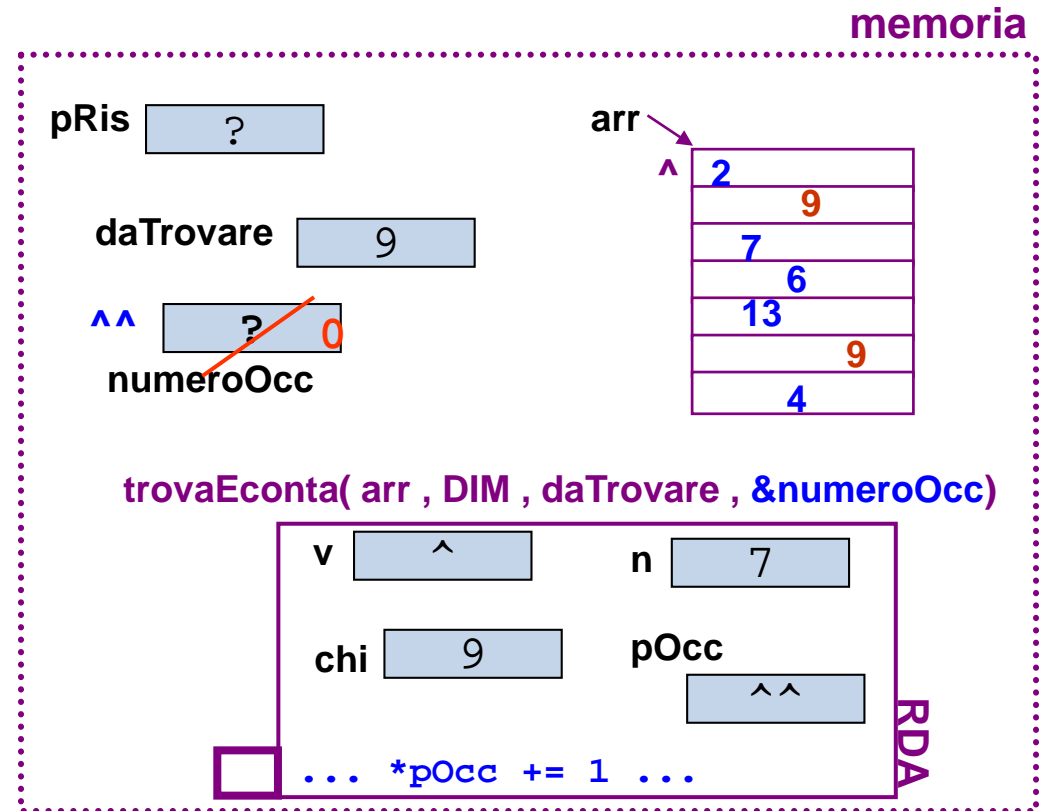 memoria
pRis ?
arr
^ 2
9
daTrovare 9
7
6
^^ ? 0
13
numeroOcc
9
4
trovaEconta( arr , DIM , daTrovare , &numeroOcc)
v ^ n 7
chi 9 pOcc
^^
RDA
... *pOcc += 1 ...